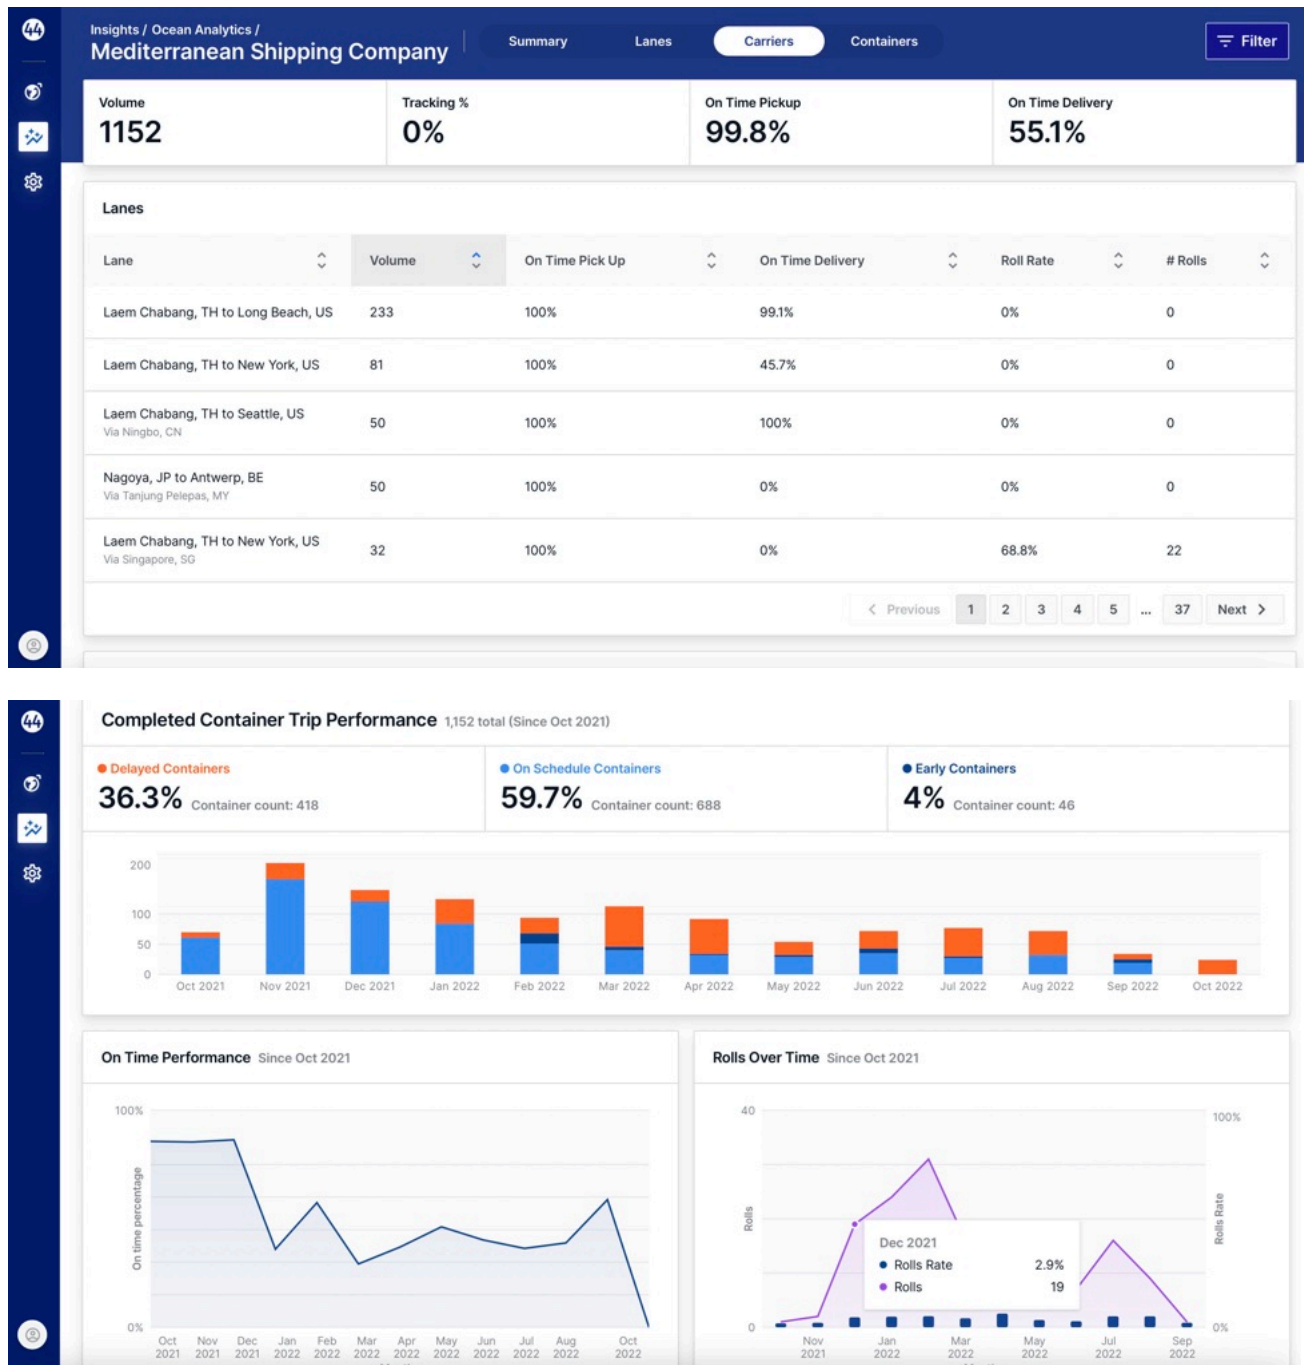 44
Insights / Ocean Analytics /
Mediterranean Shipping Company
Summary
Lanes
Carriers
Containers
Filter
Volume
1152
Tracking %
0%
On Time Pickup
99.8%
On Time Delivery
55.1%
Lanes
Lane Volume On Time Pick Up On Time Delivery Roll Rate # Rolls
Laem Chabang, TH to Long Beach, US 233 100% 99.1% 0% 0
Laem Chabang, TH to New York, US 81 100% 45.7% 0% 0
Laem Chabang, TH to Seattle, US
Via Ningbo, CN
50 100% 100% 0% 0
Nagoya, JP to Antwerp, BE
Via Tanjung Pelepas, MY
50 100% 0% 0% 0
Laem Chabang, TH to New York, US
Via Singapore, SG
32 100% 0% 68.8% 22
Previous 1 2 3 4 5 ... 37 Next
44
Completed Container Trip Performance 1,152 total (Since Oct 2021)
Delayed Containers
36.3% Container count: 418
On Schedule Containers
59.7% Container count: 688
Early Containers
4% Container count: 46
200
100
50
0
Oct 2021 Nov 2021 Dec 2021 Jan 2022 Feb 2022 Mar 2022 Apr 2022 May 2022 Jun 2022 Jul 2022 Aug 2022 Sep 2022 Oct 2022
On Time Performance Since Oct 2021
100%
On time percentage
0%
Oct Nov Dec Jan Feb Mar Apr May Jun Jul Aug Oct
2021 2021 2021 2022 2022 2022 2022 2022 2022 2022 2022 2022
Rolls Over Time Since Oct 2021
40
100%
Rolls
Rolls Rate
Dec 2021
Rolls Rate 2.9%
Rolls 19
0
0%
Nov Jan Mar May Jul Sep
2021 2022 2022 2022 2022 2022